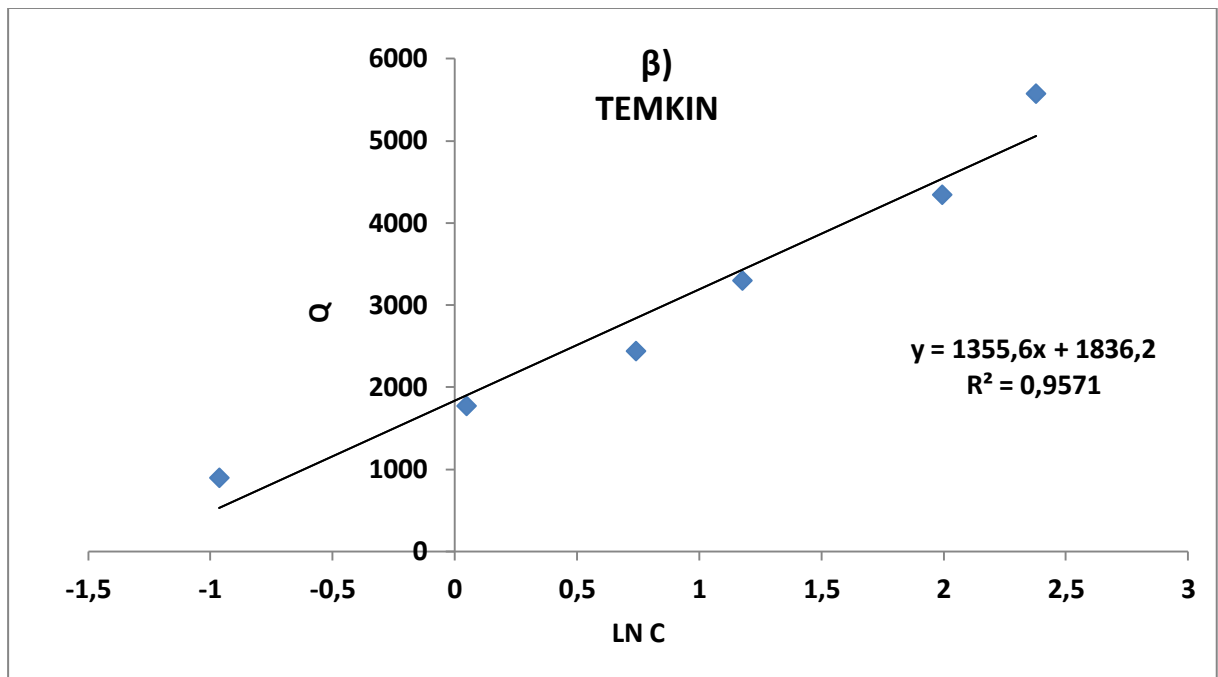 β)
TEMKIN
6000
5000
4000
3000
2000
1000
0
Q
y = 1355,6x + 1836,2
R² = 0,9571
-1,5 -1 -0,5 0 0,5 1 1,5 2 2,5 3
LN C